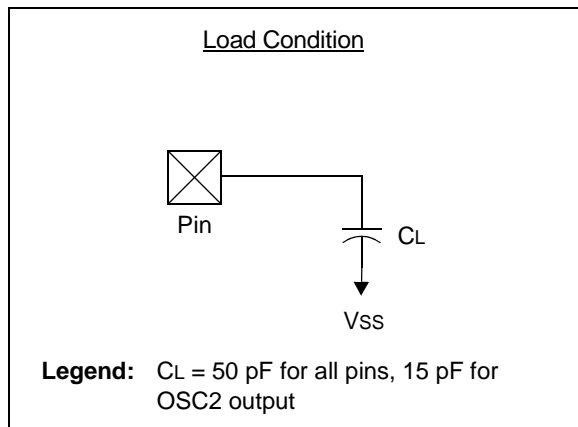 Load Condition
Pin
CL
VSS
Legend: CL = 50 pF for all pins, 15 pF for
OSC2 output